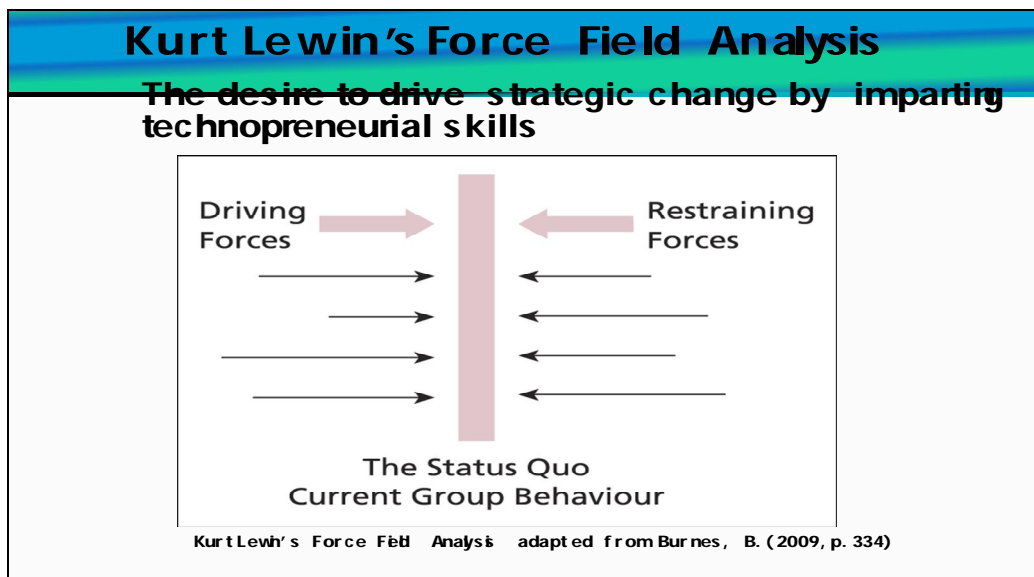 Kurt Lewin's Force Field Analysis
The desire to drive strategic change by imparting
technopreneurial skills
Driving
Forces
Restraining
Forces
The Status Quo
Current Group Behaviour
Kurt Lewin's Force Field Analysis adapted from Burnes, B. (2009, p. 334)